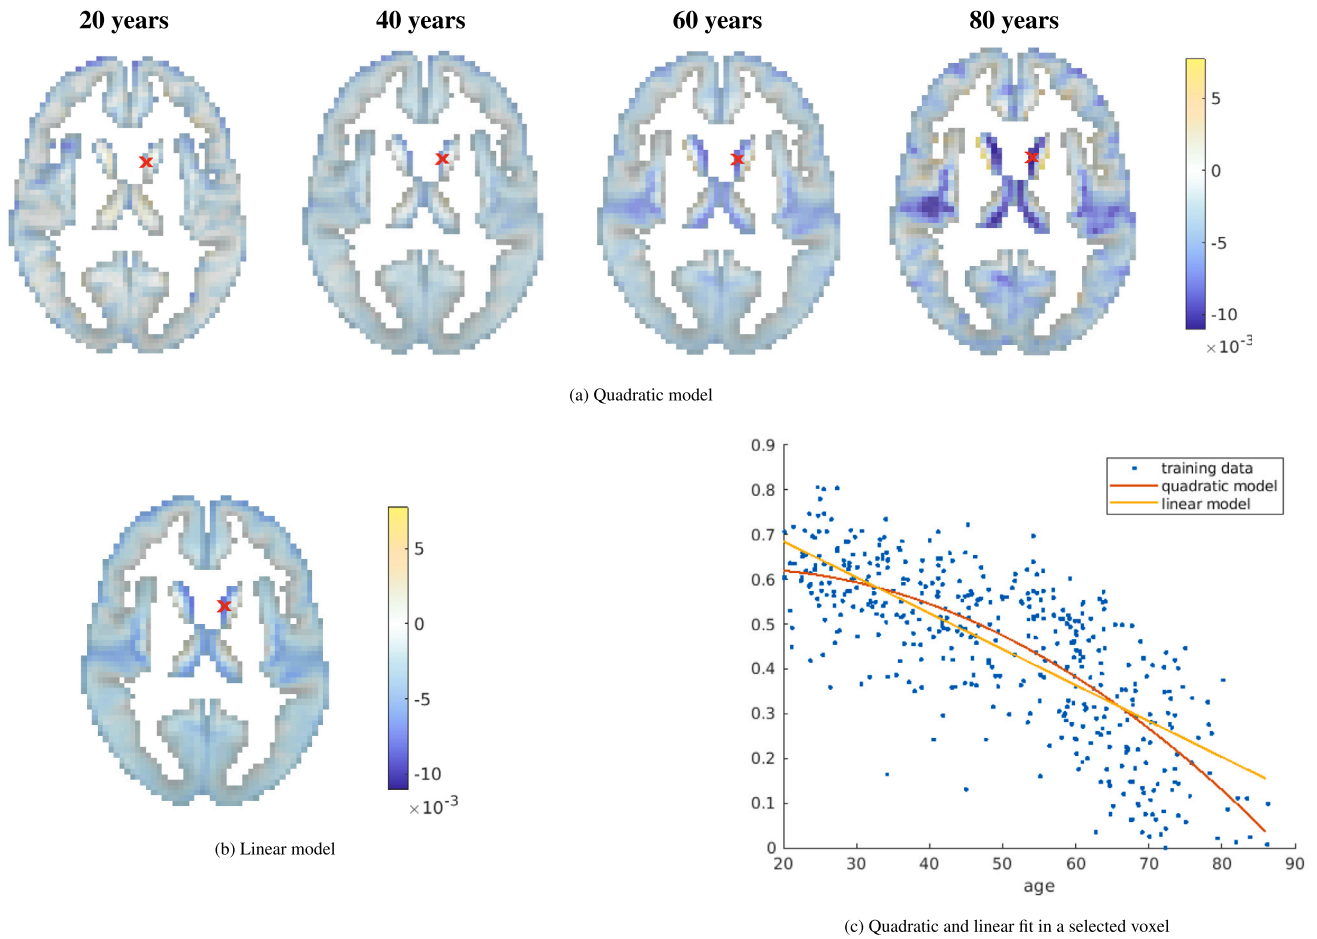 20 years
40 years
60 years
80 years
5
0
-5
-10
×10-3
(a) Quadratic model
5
0
-5
-10
×10-3
(b) Linear model
0.9
0.8
0.7
0.6
0.5
0.4
0.3
0.2
0.1
0
training data
quadratic model
linear model
20 30 40 50 60 70 80 90
age
(c) Quadratic and linear fit in a selected voxel